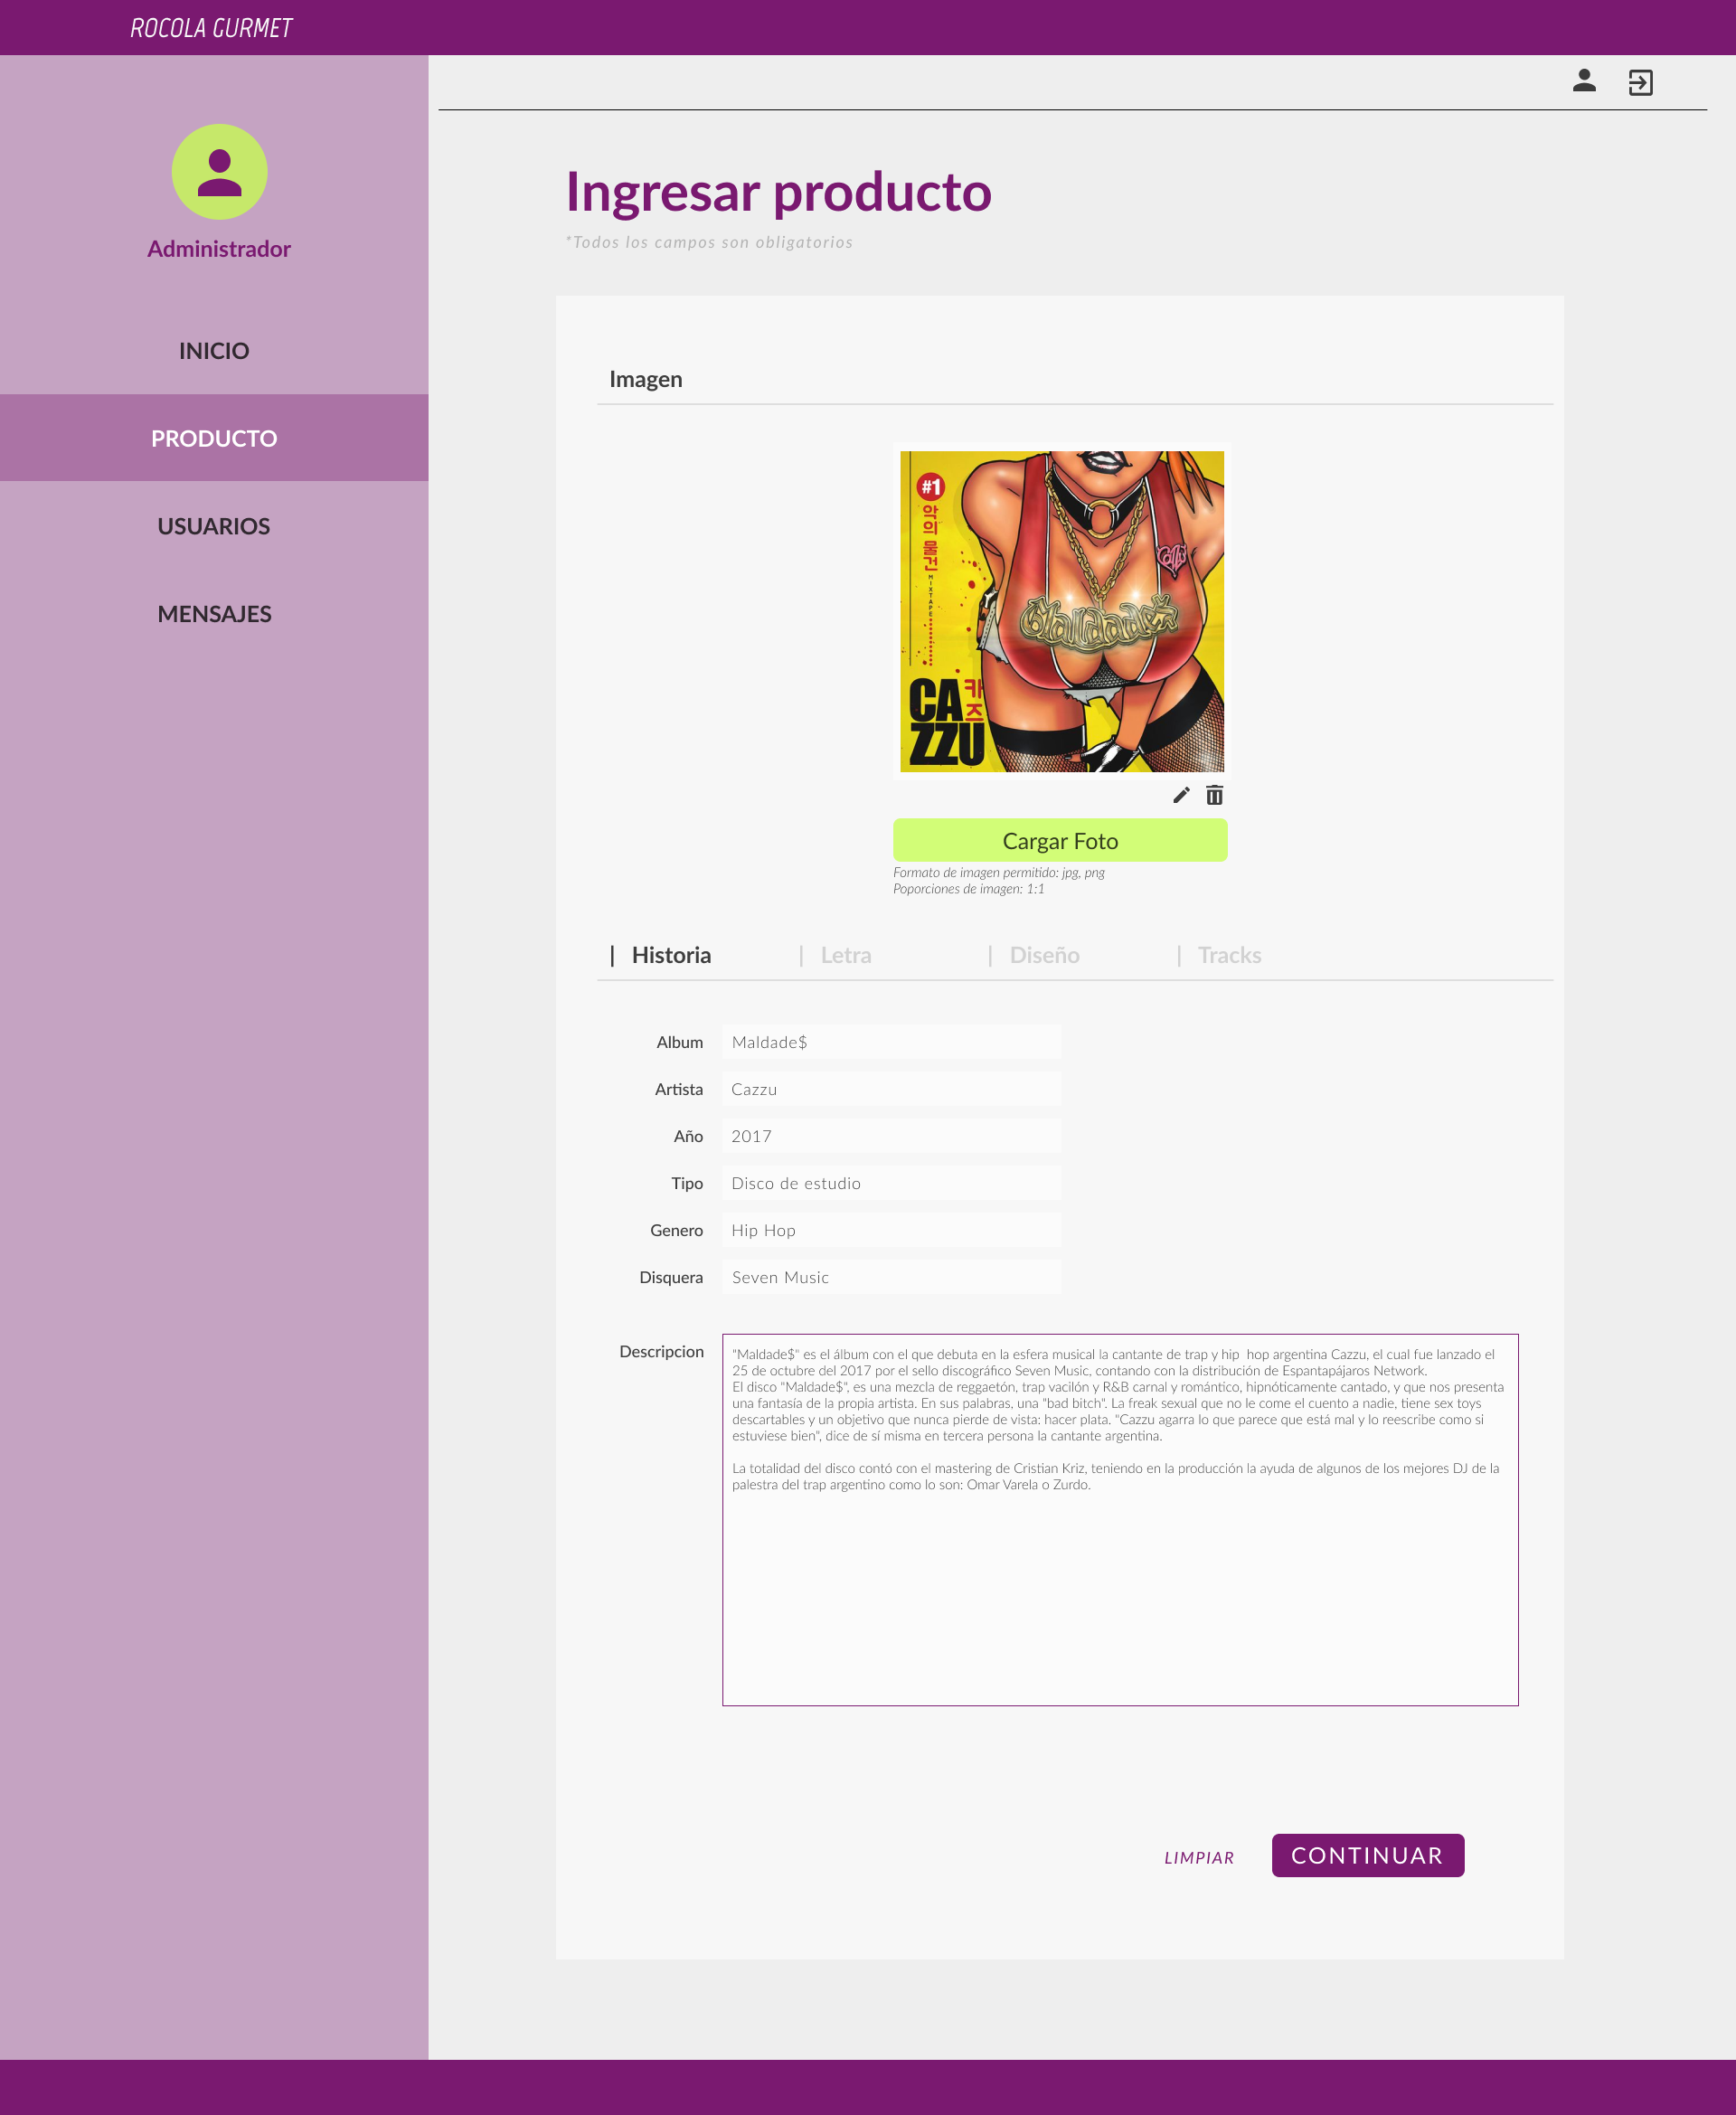 ROCOLA GURMET
Administrador
INICIO
PRODUCTO
USUARIOS
MENSAJES
Ingresar producto
*Todos los campos son obligatorios
Imagen
#1
악의 물건
MIXTAPE
Cazzu
Maldade$
CA
ZZU
카즈
Cargar Foto
Formato de imagen permitido: jpg, png
Poporciones de imagen: 1:1
| Historia | Letra | Diseño | Tracks
Album Maldade$
Artista Cazzu
Año 2017
Tipo Disco de estudio
Genero Hip Hop
Disquera Seven Music
Descripcion
"Maldade$" es el álbum con el que debuta en la esfera musical la cantante de trap y hip  hop argentina Cazzu, el cual fue lanzado el
25 de octubre del 2017 por el sello discográfico Seven Music, contando con la distribución de Espantapájaros Network.
El disco "Maldade$", es una mezcla de reggaetón, trap vacilón y R&B carnal y romántico, hipnóticamente cantado, y que nos presenta
una fantasía de la propia artista. En sus palabras, una "bad bitch". La freak sexual que no le come el cuento a nadie, tiene sex toys
descartables y un objetivo que nunca pierde de vista: hacer plata. "Cazzu agarra lo que parece que está mal y lo reescribe como si
estuviese bien", dice de sí misma en tercera persona la cantante argentina.
La totalidad del disco contó con el mastering de Cristian Kriz, teniendo en la producción la ayuda de algunos de los mejores DJ de la
palestra del trap argentino como lo son: Omar Varela o Zurdo.
LIMPIAR
CONTINUAR